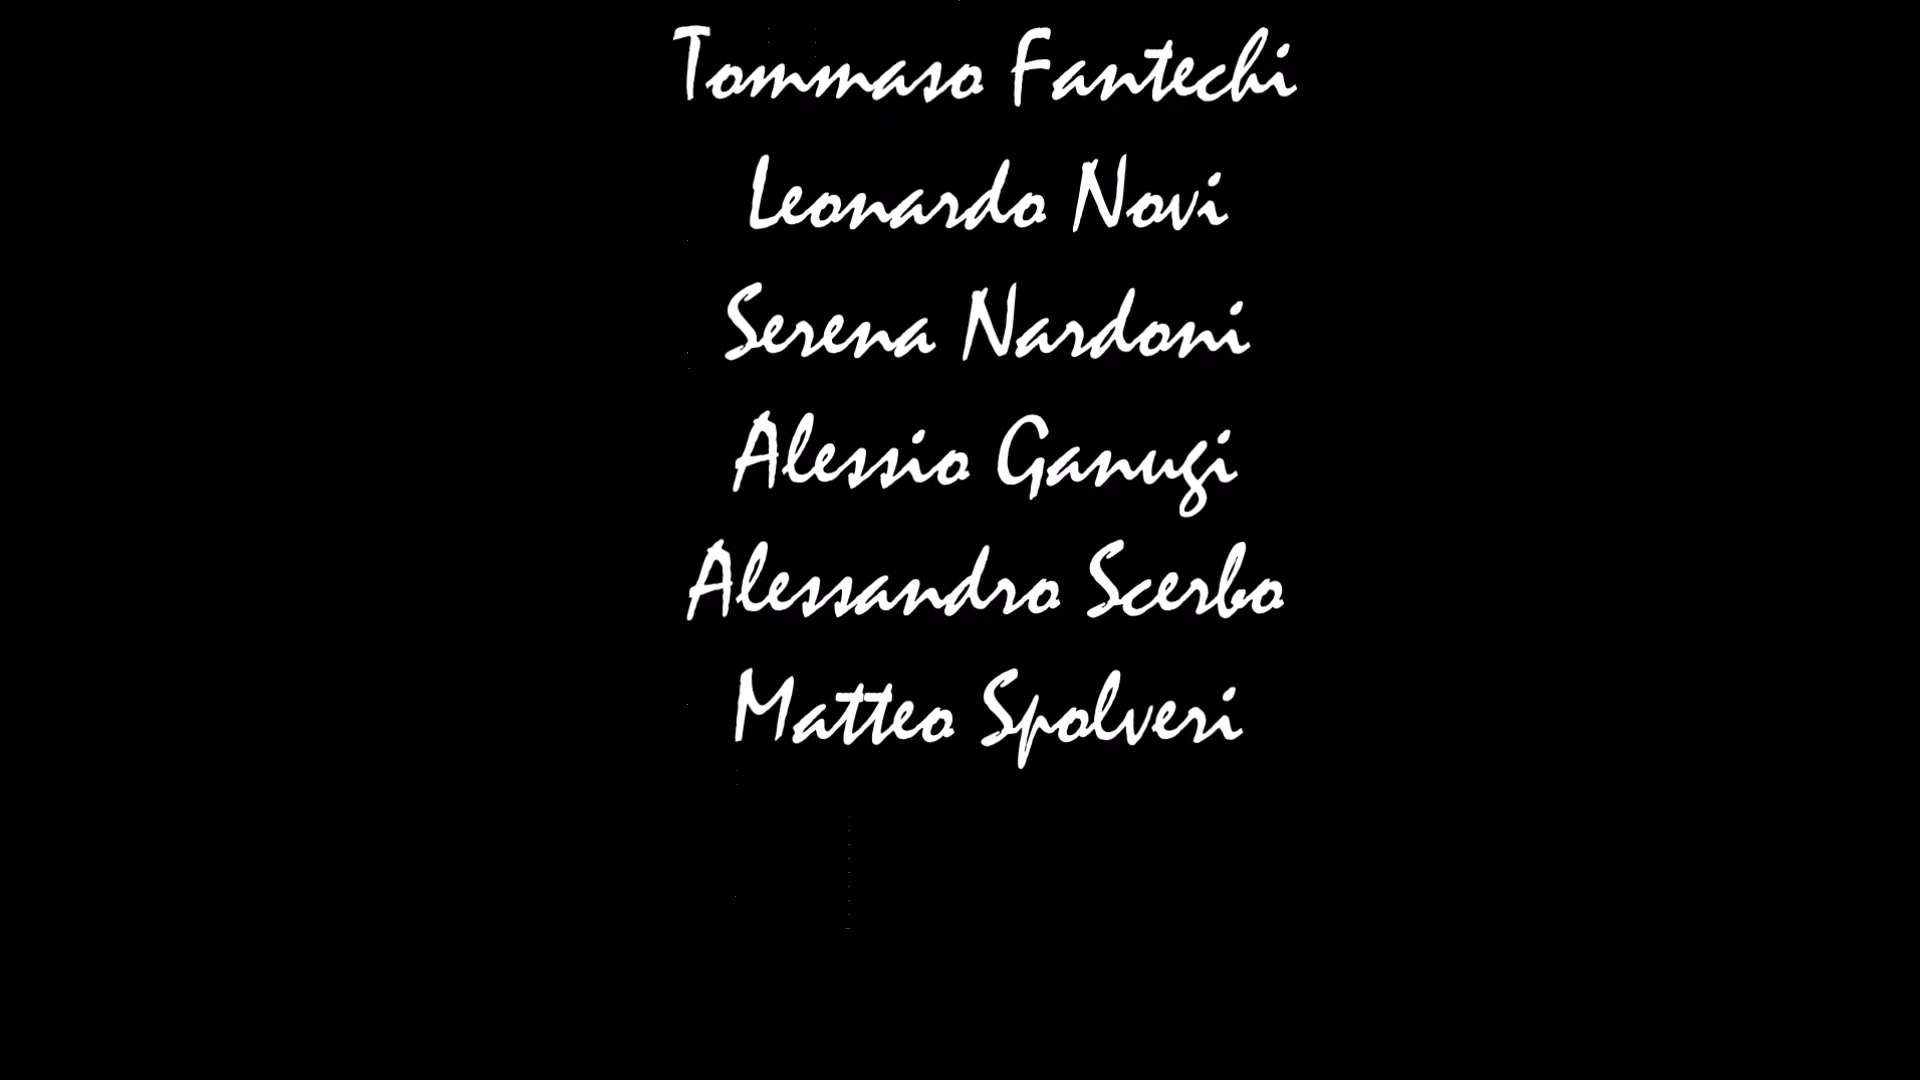 Tommaso Fantechi
Leonardo Novi
Serena Nardoni
Alessio Ganugi
Alessandro Scerbo
Matteo Spolveri